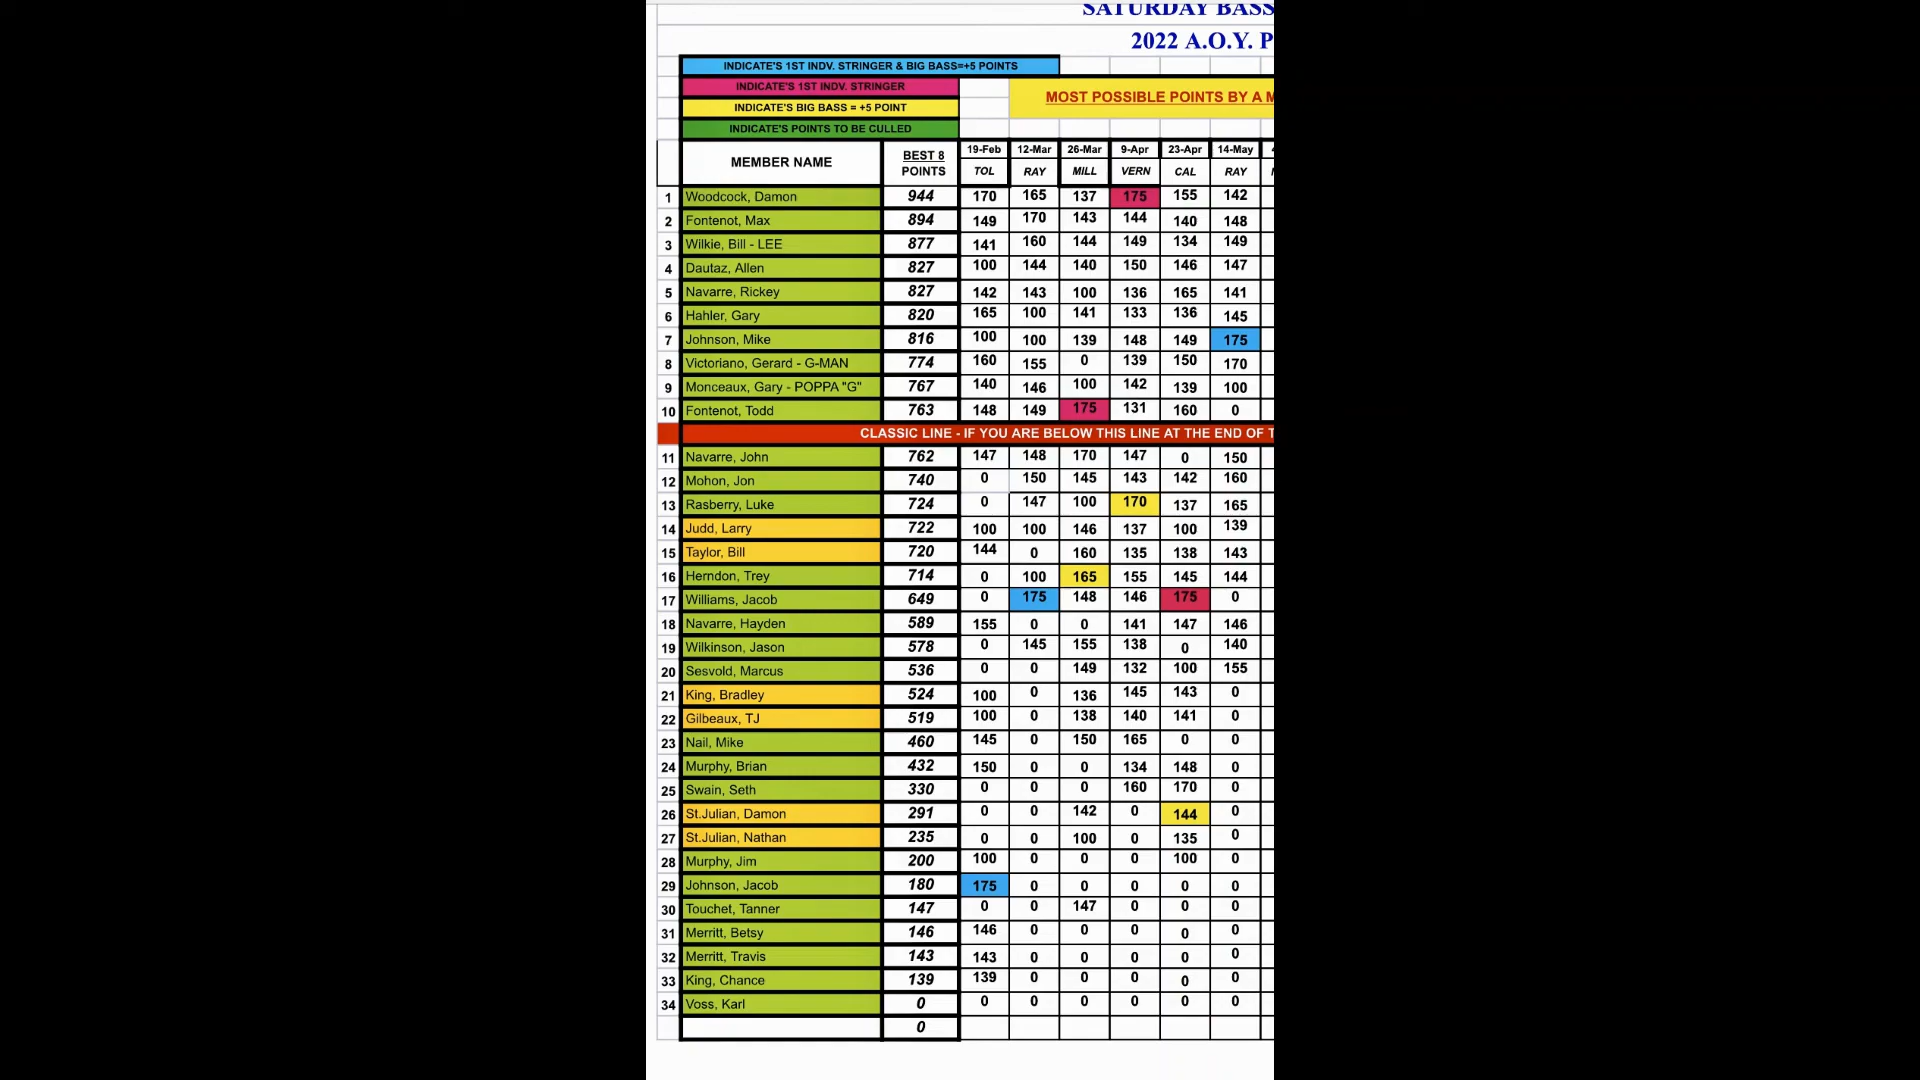 SATURDAY BASS
2022 A.O.Y. P
INDICATE'S 1ST INDV. STRINGER & BIG BASS=+5 POINTS
INDICATE'S 1ST INDV. STRINGER
INDICATE'S BIG BASS = +5 POINT
MOST POSSIBLE POINTS BY A M
INDICATE'S POINTS TO BE CULLED
MEMBER NAME BEST 8 POINTS 19-Feb 12-Mar 26-Mar 9-Apr 23-Apr 14-May
TOL RAY MILL VERN CAL RAY
1 Woodcock, Damon 944 170 165 137 175 155 142
2 Fontenot, Max 894 149 170 143 144 140 148
3 Wilkie, Bill - LEE 877 141 160 144 149 134 149
4 Dautaz, Allen 827 100 144 140 150 146 147
5 Navarre, Rickey 827 142 143 100 136 165 141
6 Hahler, Gary 820 165 100 141 133 136 145
7 Johnson, Mike 816 100 100 139 148 149 175
8 Victoriano, Gerard - G-MAN 774 160 155 0 139 150 170
9 Monceaux, Gary - POPPA "G" 767 140 146 100 142 139 100
10 Fontenot, Todd 763 148 149 175 131 160 0
CLASSIC LINE - IF YOU ARE BELOW THIS LINE AT THE END OF T
11 Navarre, John 762 147 148 170 147 0 150
12 Mohon, Jon 740 0 150 145 143 142 160
13 Rasberry, Luke 724 0 147 100 170 137 165
14 Judd, Larry 722 100 100 146 137 100 139
15 Taylor, Bill 720 144 0 160 135 138 143
16 Herndon, Trey 714 0 100 165 155 145 144
17 Williams, Jacob 649 0 175 148 146 175 0
18 Navarre, Hayden 589 155 0 0 141 147 146
19 Wilkinson, Jason 578 0 145 155 138 0 140
20 Sesvold, Marcus 536 0 0 149 132 100 155
21 King, Bradley 524 100 0 136 145 143 0
22 Gilbeaux, TJ 519 100 0 138 140 141 0
23 Nail, Mike 460 145 0 150 165 0 0
24 Murphy, Brian 432 150 0 0 134 148 0
25 Swain, Seth 330 0 0 0 160 170 0
26 St.Julian, Damon 291 0 0 142 0 144 0
27 St.Julian, Nathan 235 0 0 100 0 135 0
28 Murphy, Jim 200 100 0 0 0 100 0
29 Johnson, Jacob 180 175 0 0 0 0 0
30 Touchet, Tanner 147 0 0 147 0 0 0
31 Merritt, Betsy 146 146 0 0 0 0 0
32 Merritt, Travis 143 143 0 0 0 0 0
33 King, Chance 139 139 0 0 0 0 0
34 Voss, Karl 0 0 0 0 0 0 0
0